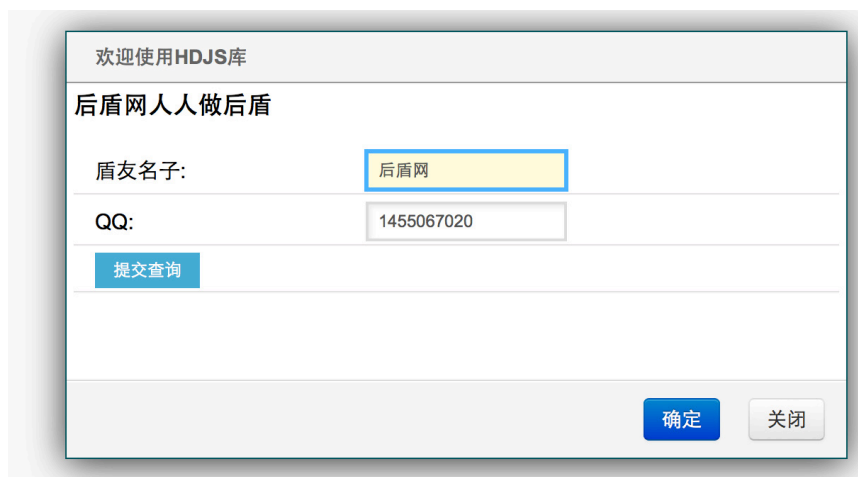 欢迎使用HDJS库
后盾网人人做后盾
盾友名子: 后盾网
QQ: 1455067020
提交查询
确定 关闭